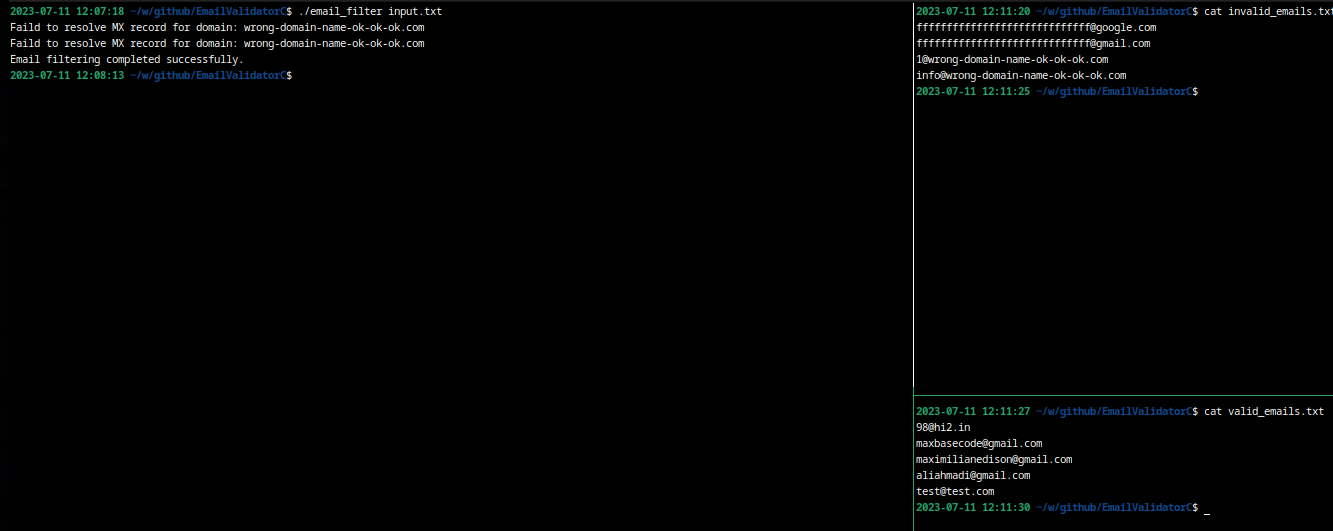 2023-07-11 12:07:18 ~/w/github/EmailValidatorC$ ./email_filter input.txt
Faild to resolve MX record for domain: wrong-domain-name-ok-ok-ok.com
Faild to resolve MX record for domain: wrong-domain-name-ok-ok-ok.com
Email filtering completed successfully.
2023-07-11 12:08:13 ~/w/github/EmailValidatorC$
2023-07-11 12:11:20 ~/w/github/EmailValidatorC$ cat invalid_emails.txt
fffffffffffffffffffffffffffff@google.com
fffffffffffffffffffffffffffff@gmail.com
1@wrong-domain-name-ok-ok-ok.com
info@wrong-domain-name-ok-ok-ok.com
2023-07-11 12:11:25 ~/w/github/EmailValidatorC$
2023-07-11 12:11:27 ~/w/github/EmailValidatorC$ cat valid_emails.txt
98@hi2.in
maxbasecode@gmail.com
maximilianedison@gmail.com
aliahmadi@gmail.com
test@test.com
2023-07-11 12:11:30 ~/w/github/EmailValidatorC$ _